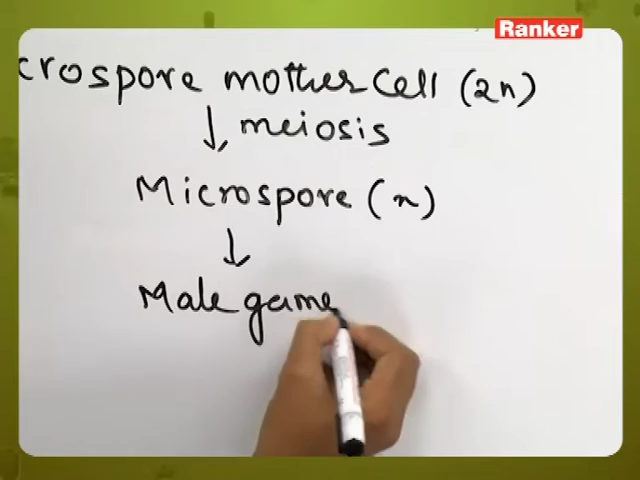 Ranker
crospore mother cell (2n)
↓ meiosis
Microspore (n)
↓
Male game